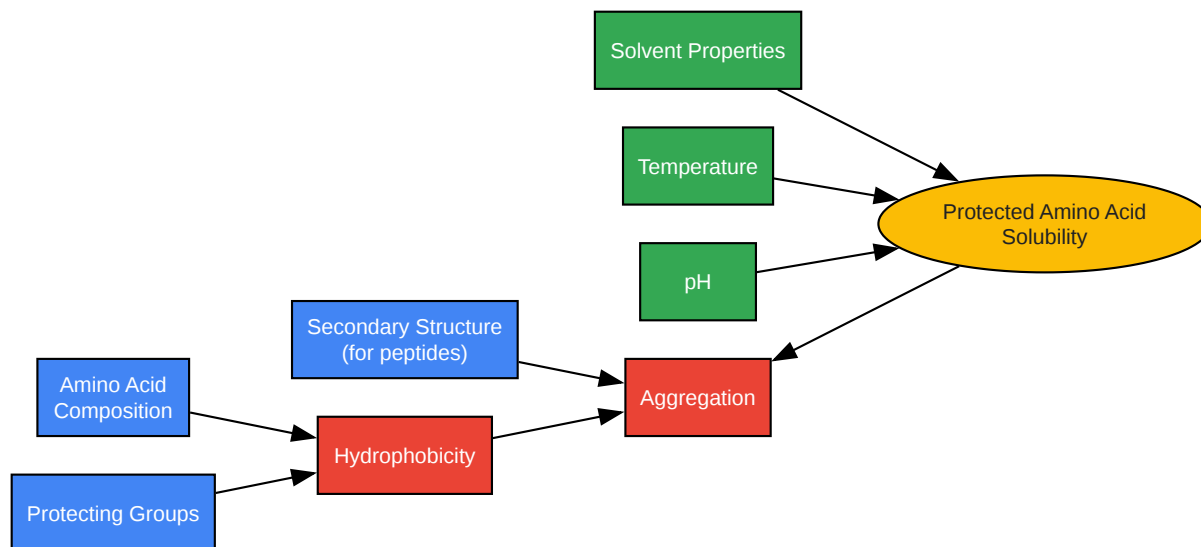 Solvent Properties
Temperature
Protected Amino Acid
Solubility
pH
Secondary Structure
(for peptides)
Amino Acid
Composition
Aggregation
Hydrophobicity
Protecting Groups